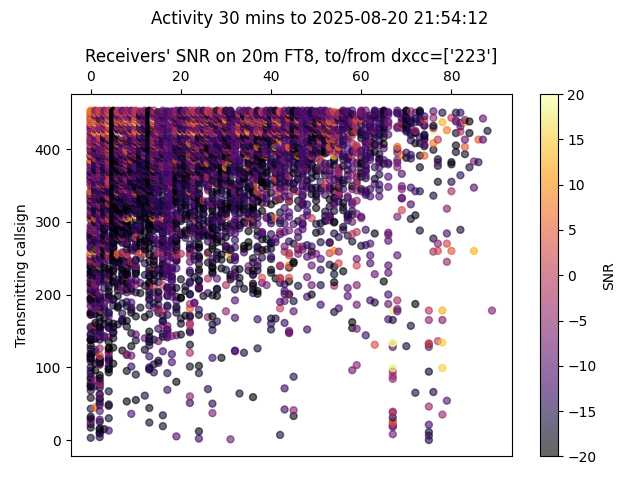 Activity 30 mins to 2025-08-20 21:54:12
Receivers' SNR on 20m FT8, to/from dxcc=['223']
0 20 40 60 80
Transmitting callsign
400
300
200
100
0
20
15
10
5
0
−5
−10
−15
−20
SNR